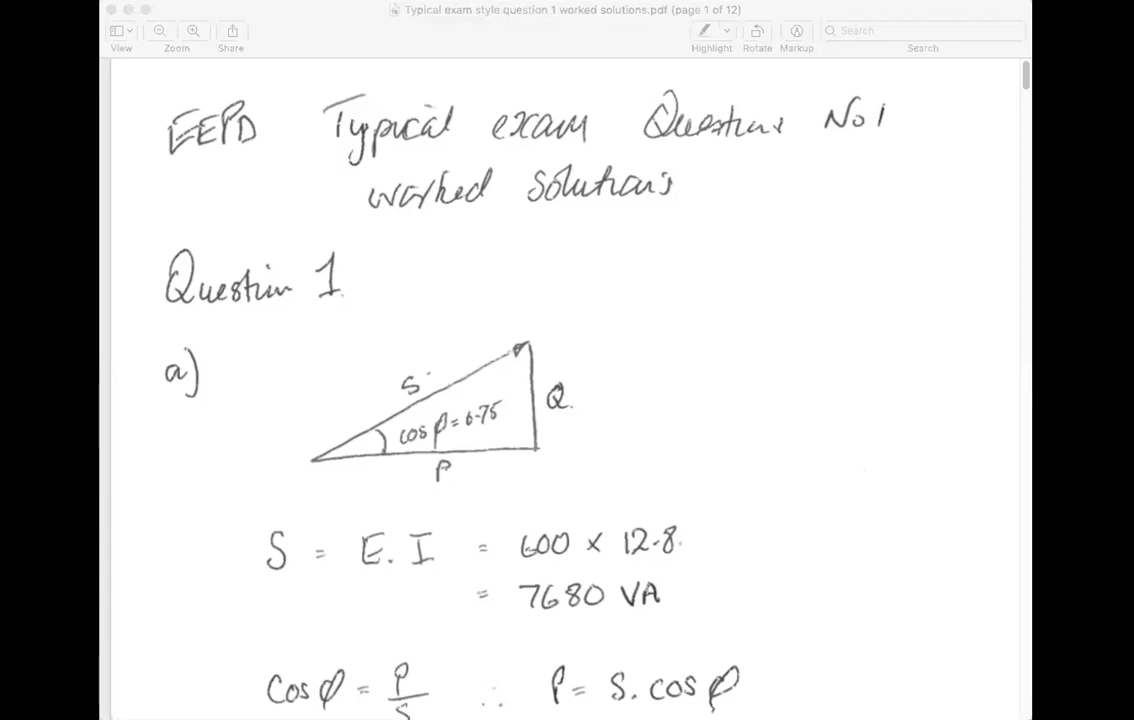 Typical exam style question 1 worked solutions.pdf (page 1 of 12)
View Zoom Share Highlight Rotate Markup Search Search
EEPD Typical exam Questions No 1
worked solutions
Question 1.
a)
S
cos φ = 0.75
Q.
P
S = E. I = 600 × 12.8.
= 7680 VA
Cos φ = P/S ∴ P = S. cos φ